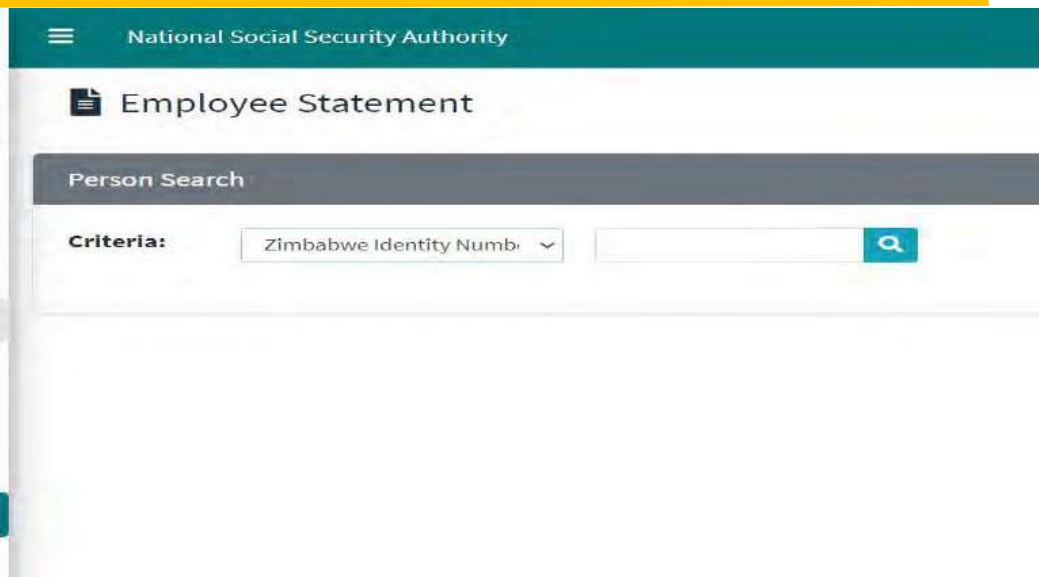 National Social Security Authority
Employee Statement
Person Search
Criteria:
Zimbabwe Identity Numb